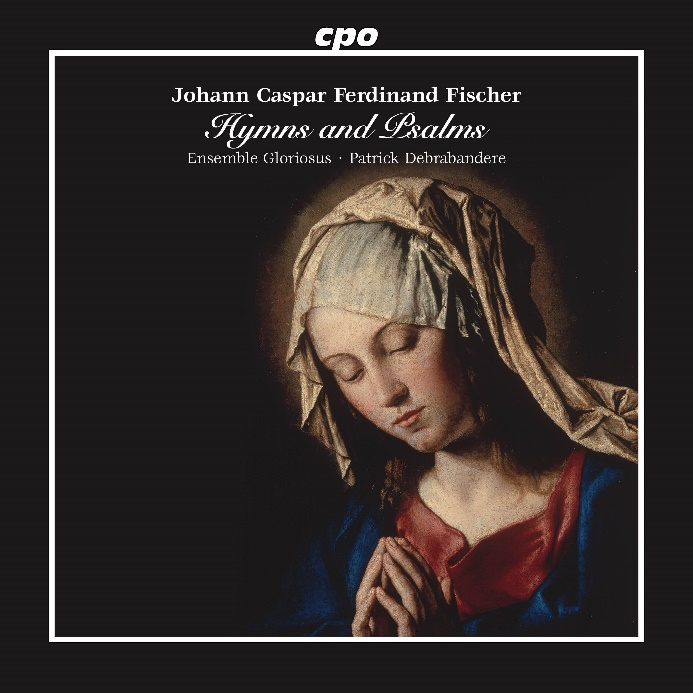 cpo
Johann Caspar Ferdinand Fischer
Hymns and Psalms
Ensemble Gloriosus · Patrick Debrabandere